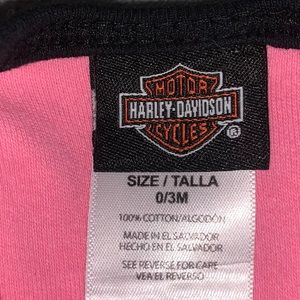 MOTOR
HARLEY-DAVIDSON
CYCLES
®
SIZE / TALLA
0/3M
100% COTTON/ALGODÓN
MADE IN EL SALVADOR
HECHO EN EL SALVADOR
SEE REVERSE FOR CARE
VEA EL REVERSO